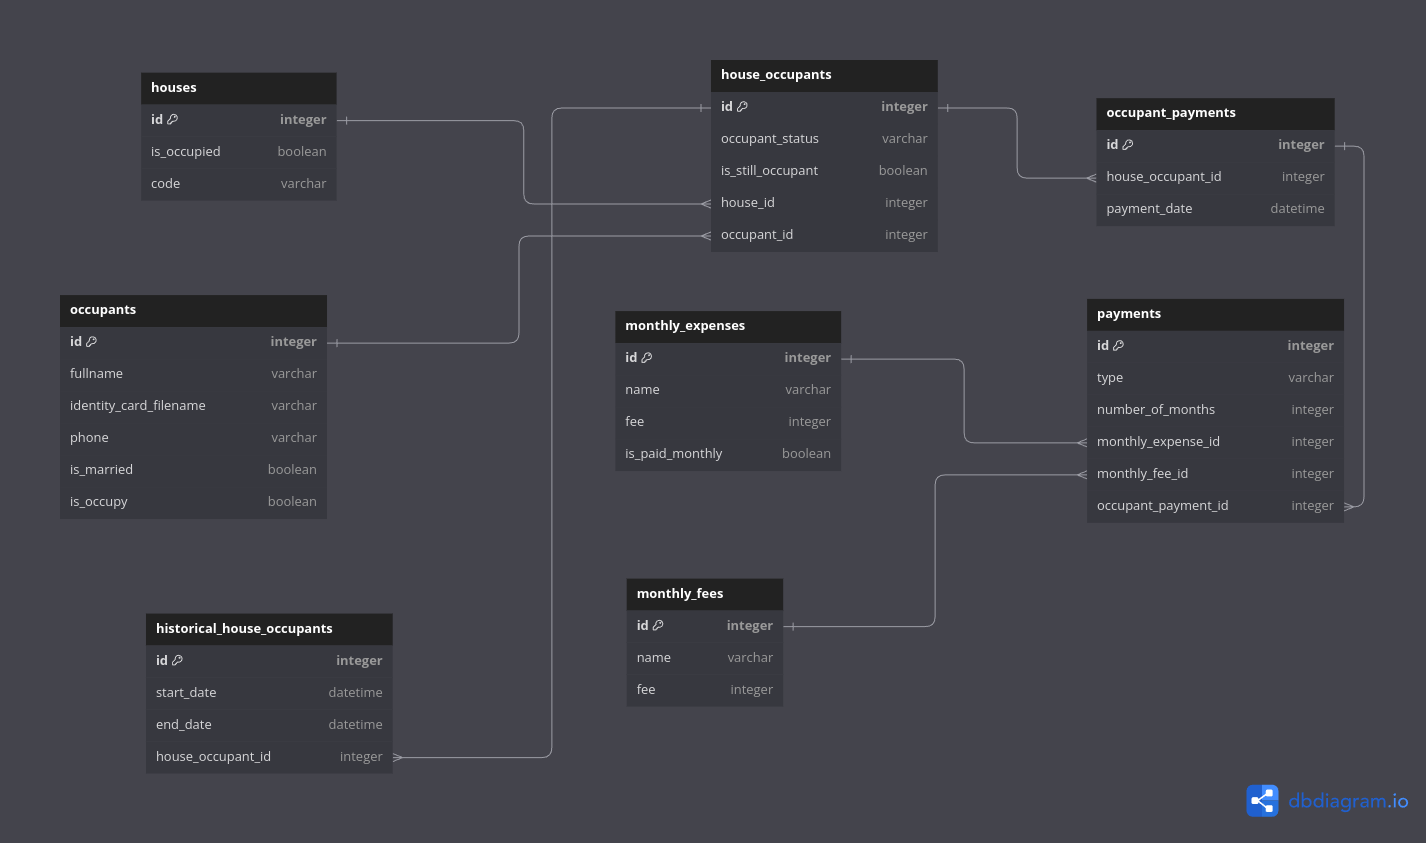 houses
id integer
is_occupied boolean
code varchar
house_occupants
id integer
occupant_status varchar
is_still_occupant boolean
house_id integer
occupant_id integer
occupant_payments
id integer
house_occupant_id integer
payment_date datetime
occupants
id integer
fullname varchar
identity_card_filename varchar
phone varchar
is_married boolean
is_occupy boolean
monthly_expenses
id integer
name varchar
fee integer
is_paid_monthly boolean
payments
id integer
type varchar
number_of_months integer
monthly_expense_id integer
monthly_fee_id integer
occupant_payment_id integer
historical_house_occupants
id integer
start_date datetime
end_date datetime
house_occupant_id integer
monthly_fees
id integer
name varchar
fee integer
dbdiagram.io